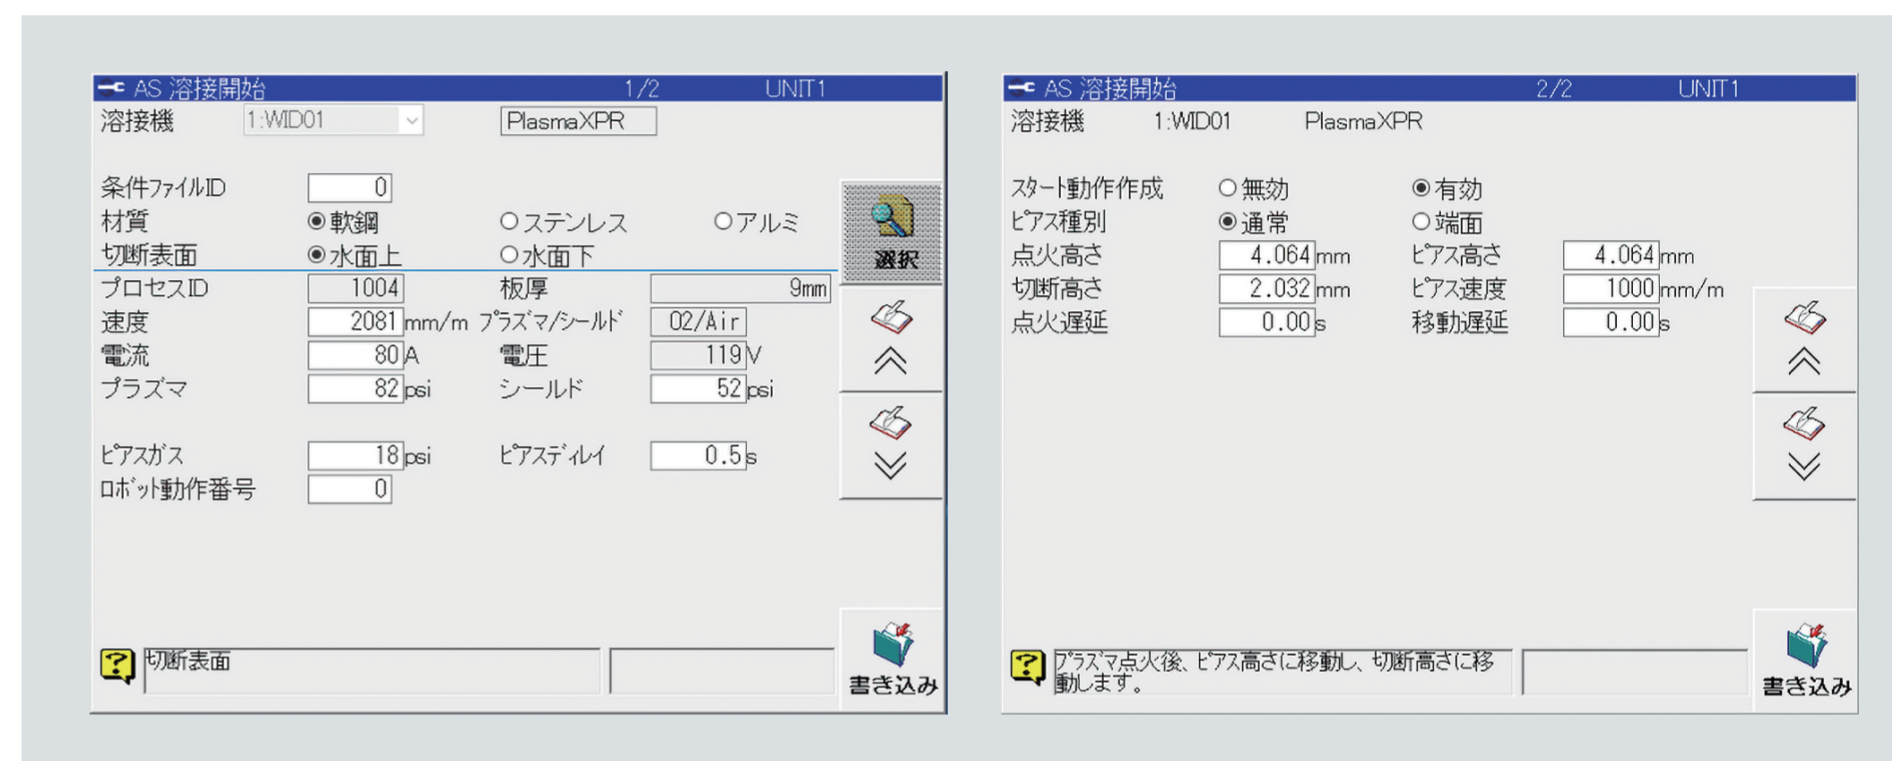 AS 溶接開始 1/2 UNIT1
溶接機 1:WID01 PlasmaXPR
条件ファイルID 0
材質 軟鋼 ステンレス アルミ
切断表面 水面上 水面下
選択
プロセスID 1004 板厚 9mm
速度 2081 mm/m プラズマ/シールド O2/Air
電流 80 A 電圧 119 V
プラズマ 82 psi シールド 52 psi
ピアスガス 18 psi ピアスディレイ 0.5 s
ロボット動作番号 0
切断表面
書き込み
AS 溶接開始 2/2 UNIT1
溶接機 1:WID01 PlasmaXPR
スタート動作作成 無効 有効
ピアス種別 通常 端面
点火高さ 4.064 mm ピアス高さ 4.064 mm
切断高さ 2.032 mm ピアス速度 1000 mm/m
点火遅延 0.00 s 移動遅延 0.00 s
プラズマ点火後、ピアス高さに移動し、切断高さに移
動します。
書き込み